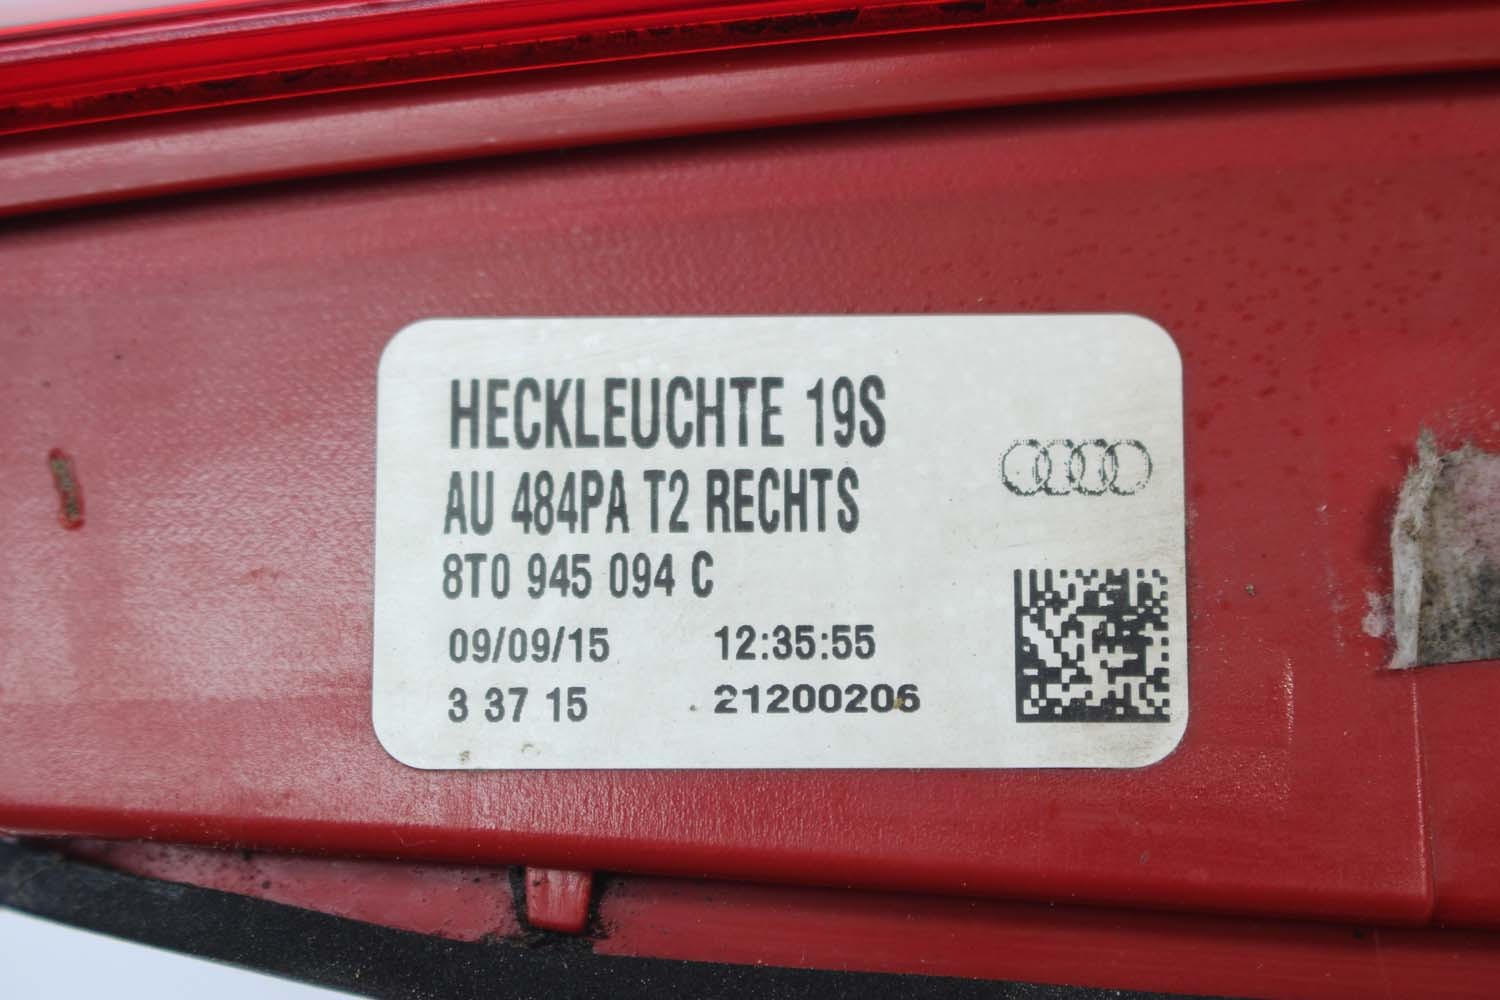 HECKLEUCHTE 19S
AU 484PA T2 RECHTS
8T0 945 094 C
09/09/15 12:35:55
3 37 15 21200206